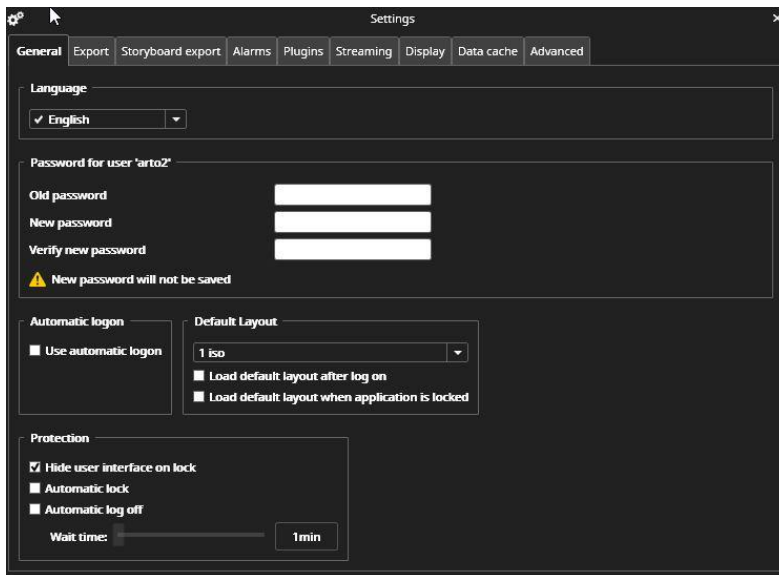 Settings
General Export Storyboard export Alarms Plugins Streaming Display Data cache Advanced
Language
English
Password for user 'arto2'
Old password
New password
Verify new password
New password will not be saved
Automatic logon
Use automatic logon
Default Layout
1 iso
Load default layout after log on
Load default layout when application is locked
Protection
Hide user interface on lock
Automatic lock
Automatic log off
Wait time: 1min